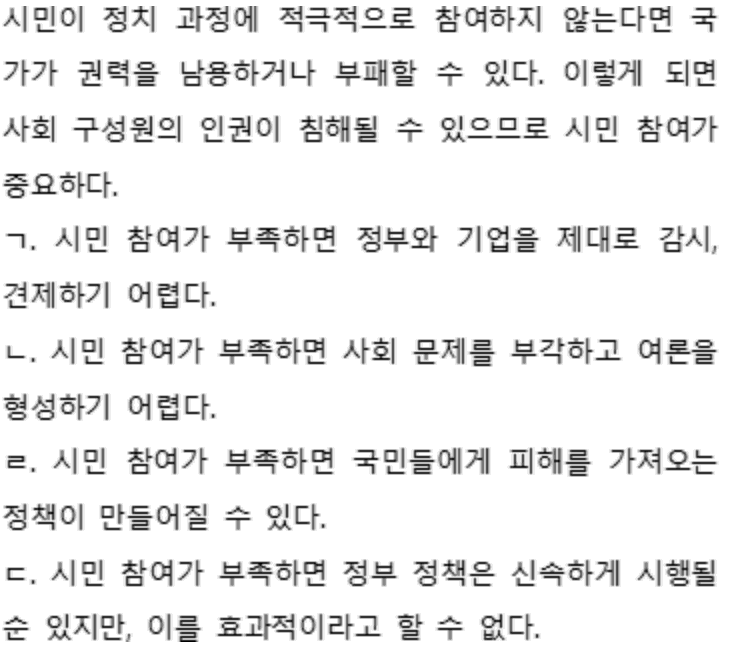 시민이 정치 과정에 적극적으로 참여하지 않는다면 국
가가 권력을 남용하거나 부패할 수 있다. 이렇게 되면
사회 구성원의 인권이 침해될 수 있으므로 시민 참여가
중요하다.
ㄱ. 시민 참여가 부족하면 정부와 기업을 제대로 감시,
견제하기 어렵다.
ㄴ. 시민 참여가 부족하면 사회 문제를 부각하고 여론을
형성하기 어렵다.
ㄹ. 시민 참여가 부족하면 국민들에게 피해를 가져오는
정책이 만들어질 수 있다.
ㄷ. 시민 참여가 부족하면 정부 정책은 신속하게 시행될
순 있지만, 이를 효과적이라고 할 수 없다.